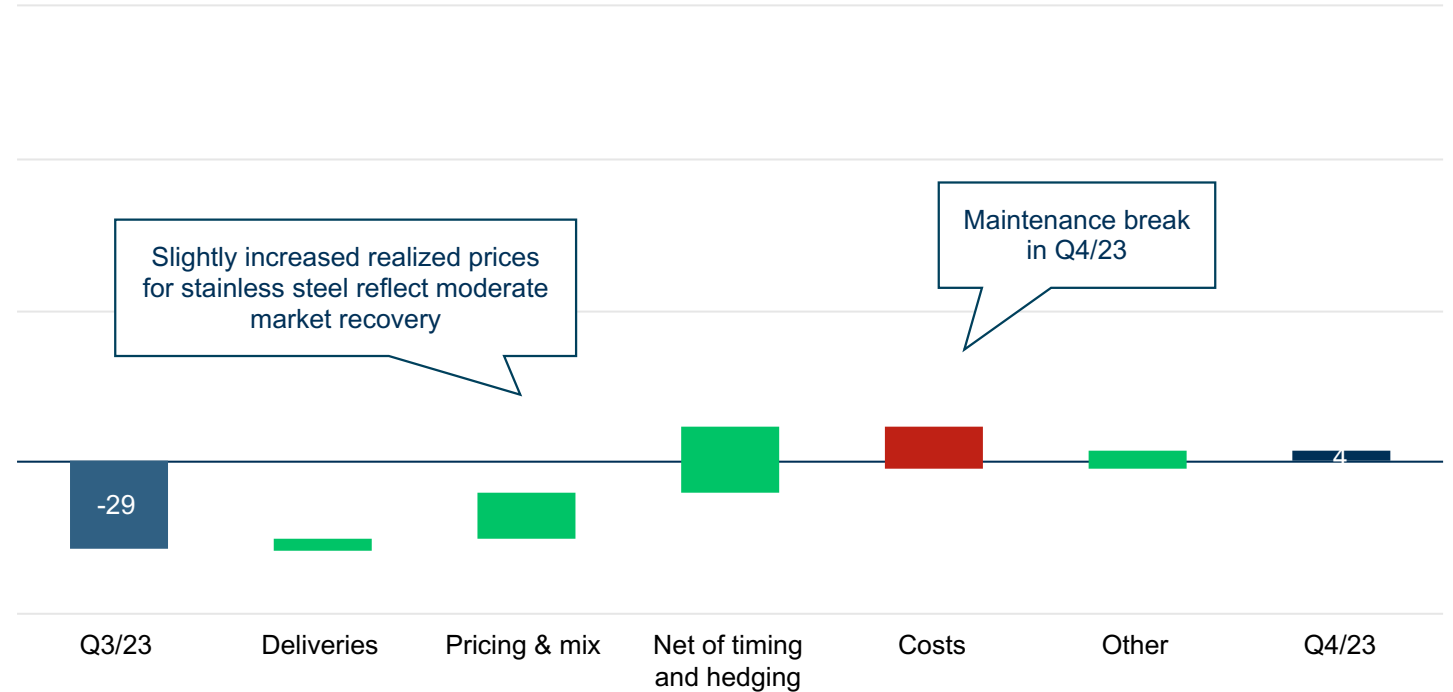 Slightly increased realized prices
for stainless steel reflect moderate
market recovery
Maintenance break
in Q4/23
-29
4
Q3/23
Deliveries
Pricing & mix
Net of timing
and hedging
Costs
Other
Q4/23